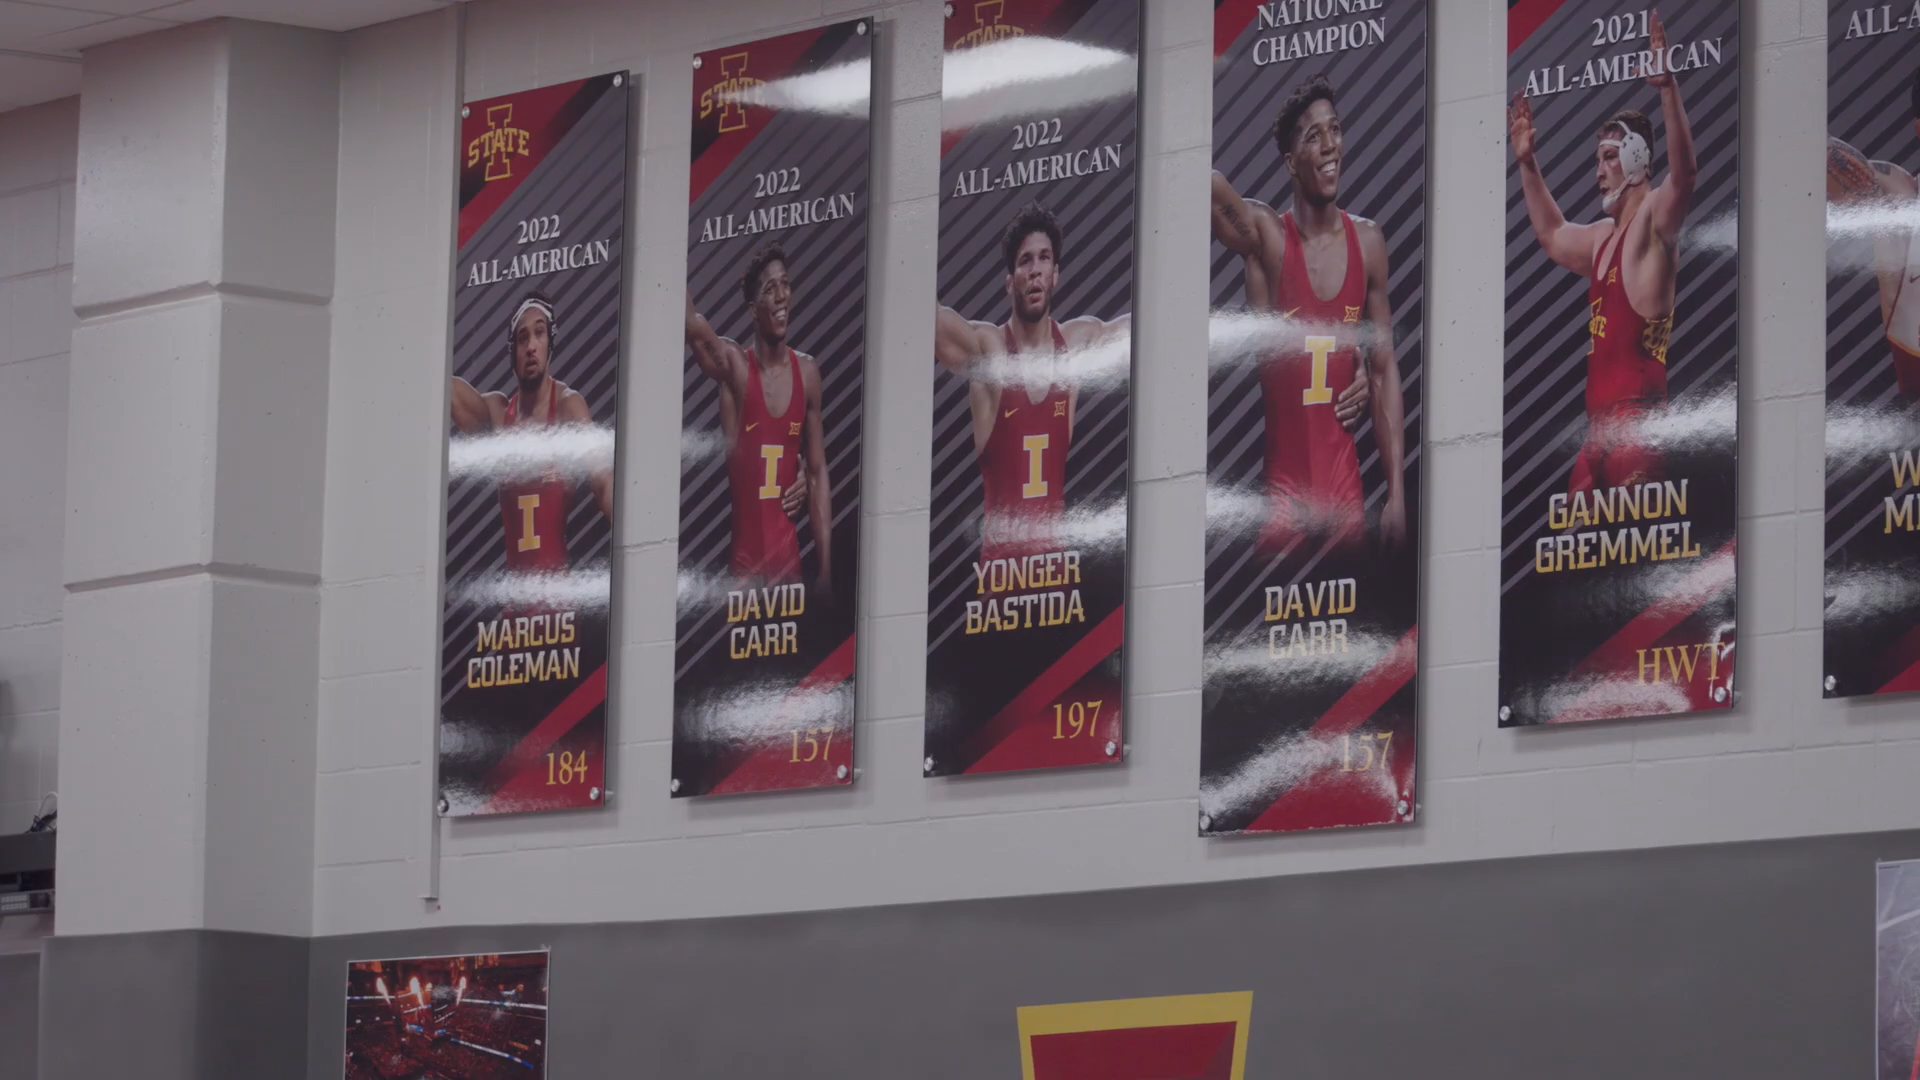 STATE
2022
ALL-AMERICAN
I
MARCUS
COLEMAN
184
STATE
2022
ALL-AMERICAN
I
DAVID
CARR
157
STATE
2022
ALL-AMERICAN
I
YONGER
BASTIDA
197
NATIONAL
CHAMPION
I
DAVID
CARR
157
2021
ALL-AMERICAN
GANNON
GREMMEL
HWT